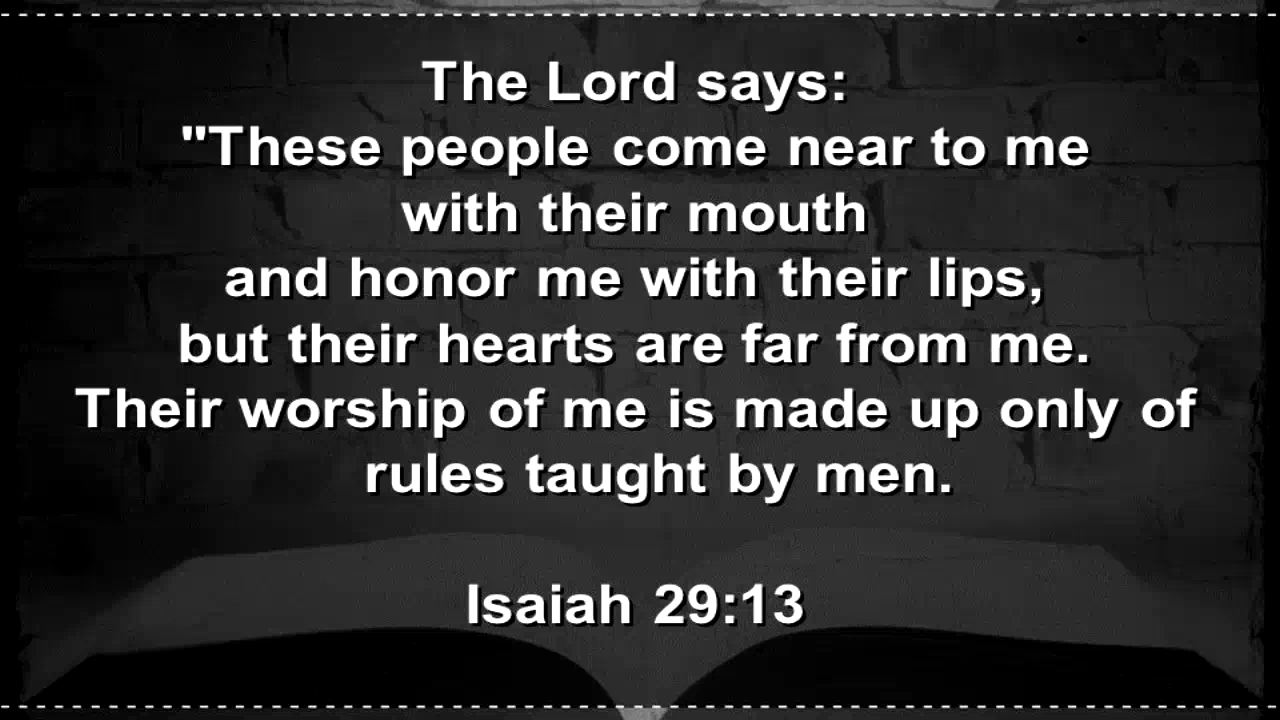 The Lord says:
"These people come near to me
with their mouth
and honor me with their lips,
but their hearts are far from me.
Their worship of me is made up only of
rules taught by men.
Isaiah 29:13